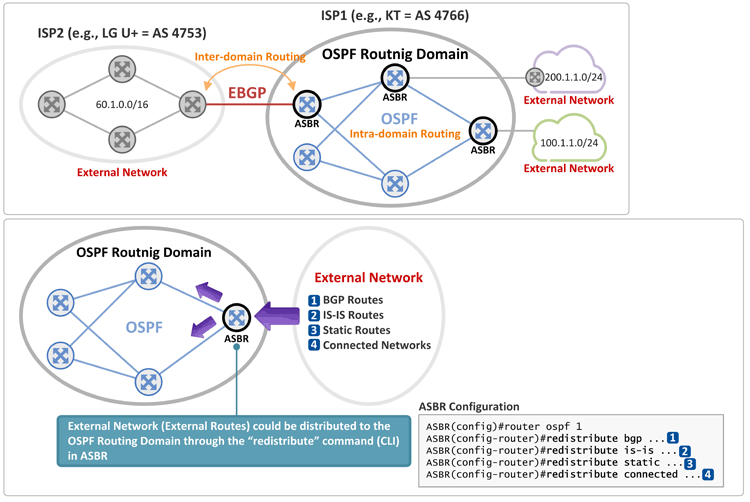 ISP1 (e.g., KT = AS 4766)
ISP2 (e.g., LG U+ = AS 4753)
OSPF Routnig Domain
Inter-domain Routing
200.1.1.0/24
External Network
60.1.0.0/16
EBGP
ASBR
ASBR
OSPF
Intra-domain Routing
ASBR
100.1.1.0/24
External Network
External Network
OSPF Routnig Domain
External Network
1 BGP Routes
2 IS-IS Routes
3 Static Routes
4 Connected Networks
OSPF
ASBR
External Network (External Routes) could be distributed to the
OSPF Routing Domain through the “redistribute” command (CLI)
in ASBR
ASBR Configuration
ASBR(config)#router ospf 1
ASBR(config-router)#redistribute bgp ... 1
ASBR(config-router)#redistribute is-is ... 2
ASBR(config-router)#redistribute static ... 3
ASBR(config-router)#redistribute connected ... 4